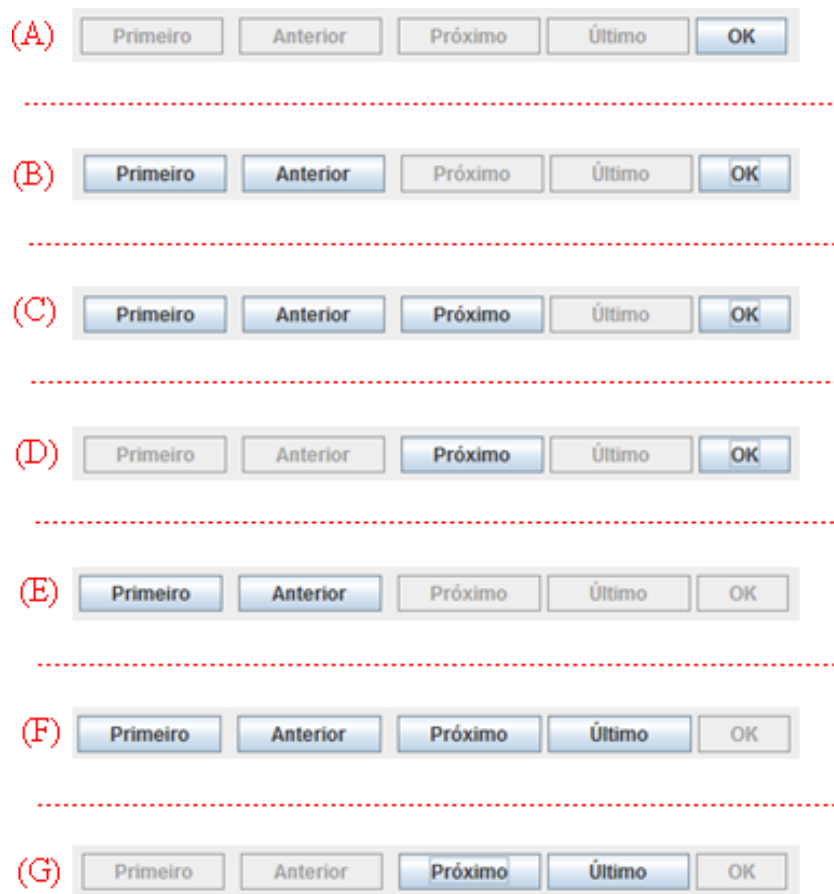 (A) Primeiro Anterior Próximo Último OK
(B) Primeiro Anterior Próximo Último OK
(C) Primeiro Anterior Próximo Último OK
(D) Primeiro Anterior Próximo Último OK
(E) Primeiro Anterior Próximo Último OK
(F) Primeiro Anterior Próximo Último OK
(G) Primeiro Anterior Próximo Último OK